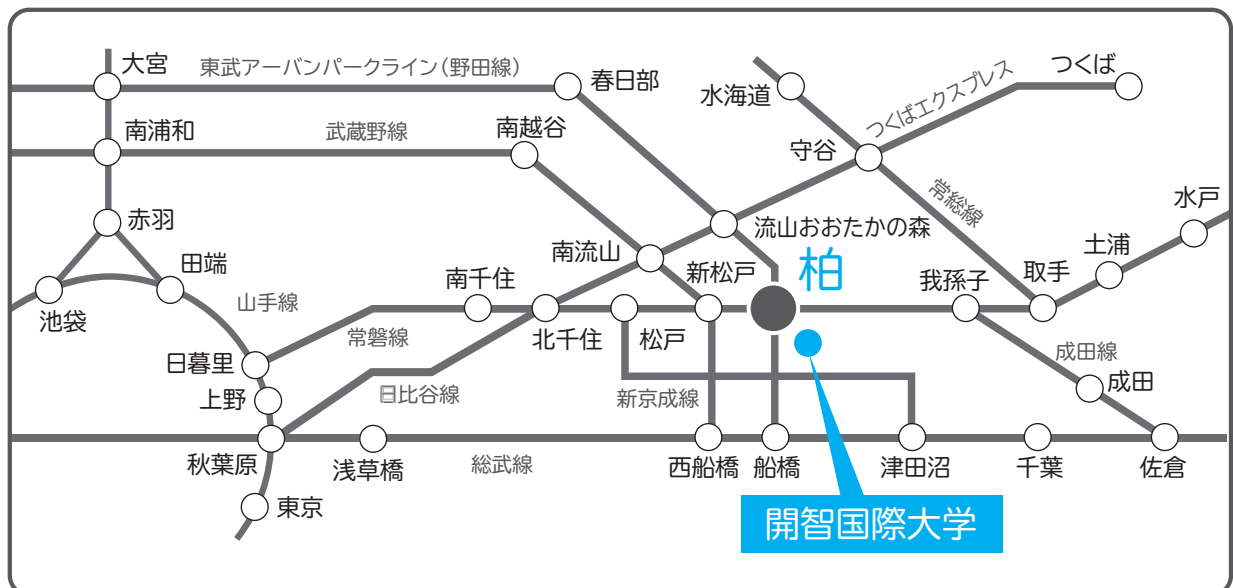 大宮
東武アーバンパークライン(野田線)
春日部
水海道
つくばエクスプレス
つくば
南浦和
武蔵野線
南越谷
守谷
常総線
水戸
赤羽
流山おおたかの森
土浦
田端
南流山
新松戸
柏
我孫子
取手
池袋
山手線
南千住
常磐線
北千住
松戸
日暮里
成田線
成田
上野
日比谷線
新京成線
秋葉原
浅草橋
総武線
西船橋
船橋
津田沼
千葉
佐倉
東京
開智国際大学